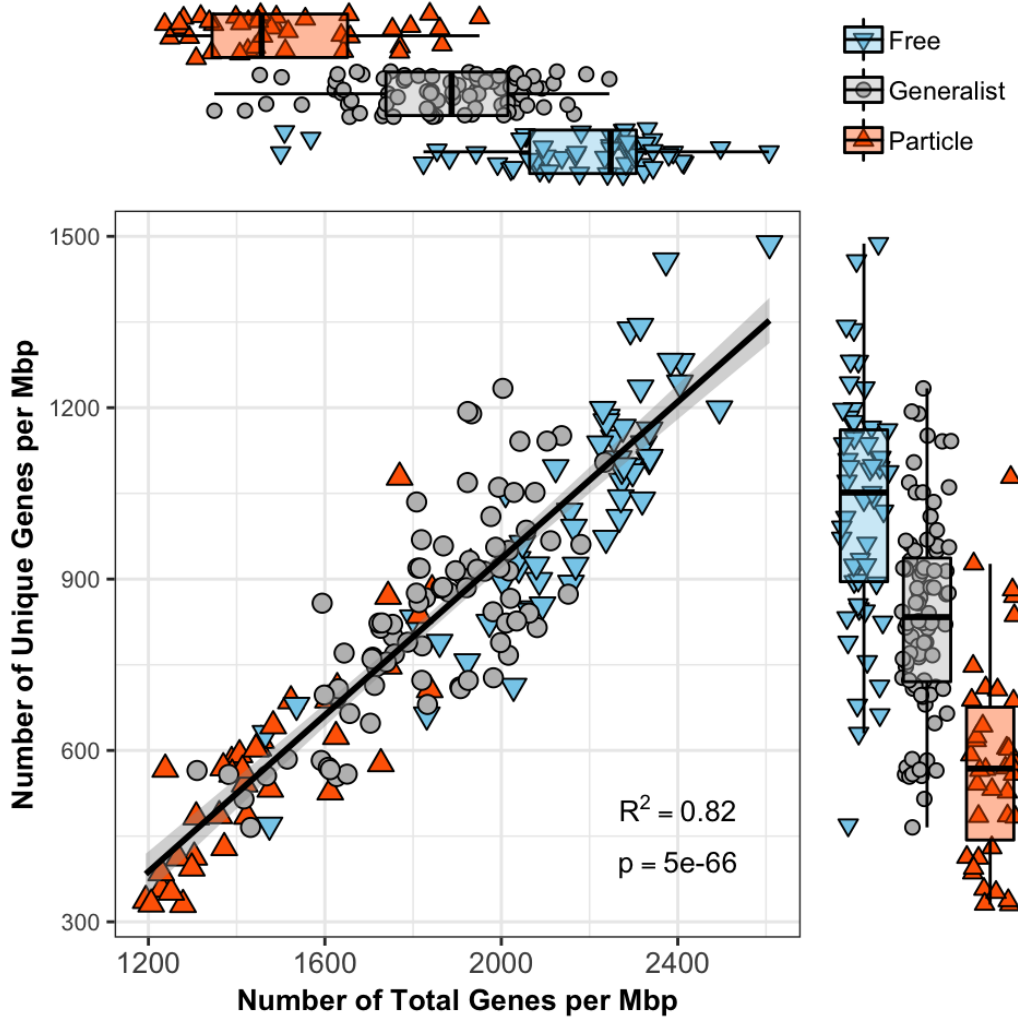 Free
Generalist
Particle
1500
1200
900
600
300
Number of Unique Genes per Mbp
R² = 0.82
p = 5e-66
1200 1600 2000 2400
Number of Total Genes per Mbp